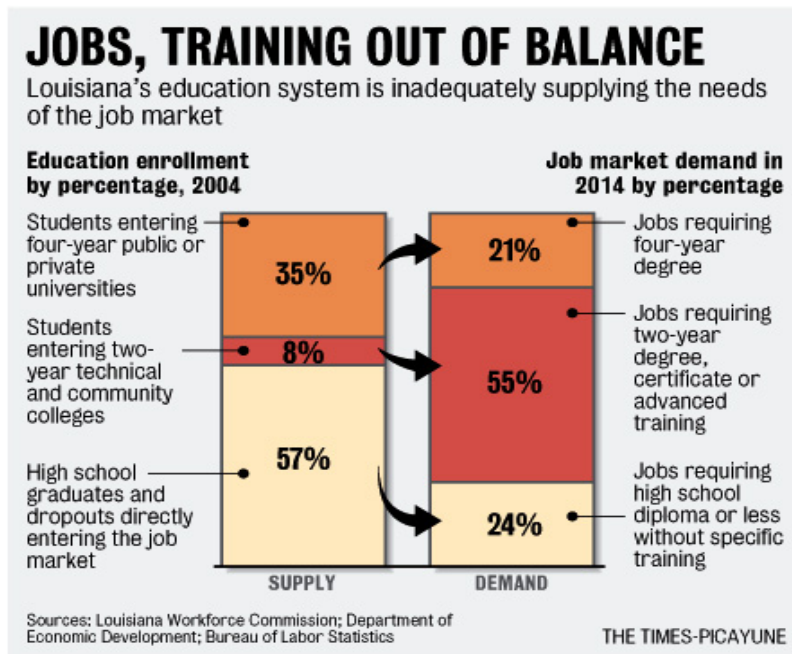 JOBS, TRAINING OUT OF BALANCE
Louisiana's education system is inadequately supplying the needs
of the job market
Education enrollment
by percentage, 2004
Job market demand in
2014 by percentage
Students entering
four-year public or
private
universities
35%
21%
Jobs requiring
four-year
degree
Students
entering two-
year technical
and community
colleges
8%
55%
Jobs requiring
two-year
degree,
certificate or
advanced
training
High school
graduates and
dropouts directly
entering the job
market
57%
24%
Jobs requiring
high school
diploma or less
without specific
training
SUPPLY
DEMAND
Sources: Louisiana Workforce Commission; Department of
Economic Development; Bureau of Labor Statistics
THE TIMES-PICAYUNE